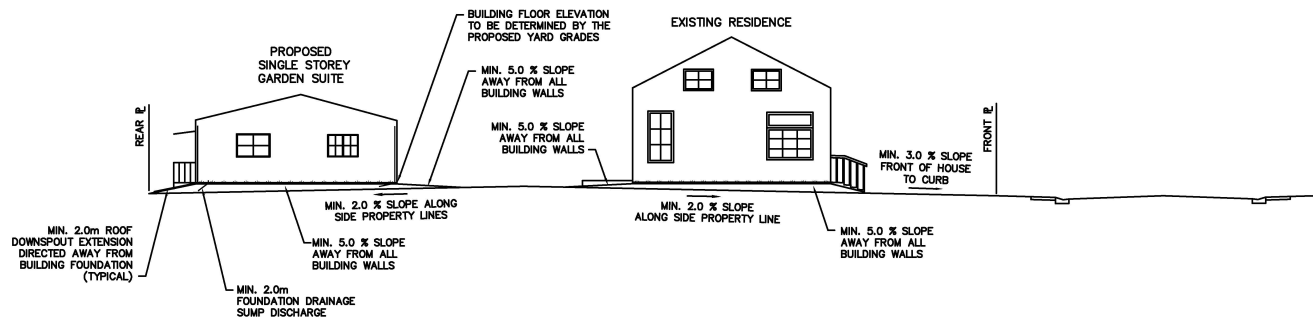 BUILDING FLOOR ELEVATION
TO BE DETERMINED BY THE
PROPOSED YARD GRADES
EXISTING RESIDENCE
PROPOSED
SINGLE STOREY
GARDEN SUITE
MIN. 5.0 % SLOPE
AWAY FROM ALL
BUILDING WALLS
REAR ℄
MIN. 5.0 % SLOPE
AWAY FROM ALL
BUILDING WALLS
MIN. 3.0 % SLOPE
FRONT OF HOUSE
TO CURB
FRONT ℄
MIN. 2.0 % SLOPE ALONG
SIDE PROPERTY LINES
MIN. 2.0 % SLOPE
ALONG SIDE PROPERTY LINE
MIN. 2.0m ROOF
DOWNSPOUT EXTENSION
DIRECTED AWAY FROM
BUILDING FOUNDATION
(TYPICAL)
MIN. 5.0 % SLOPE
AWAY FROM ALL
BUILDING WALLS
MIN. 5.0 % SLOPE
AWAY FROM ALL
BUILDING WALLS
MIN. 2.0m
FOUNDATION DRAINAGE
SUMP DISCHARGE